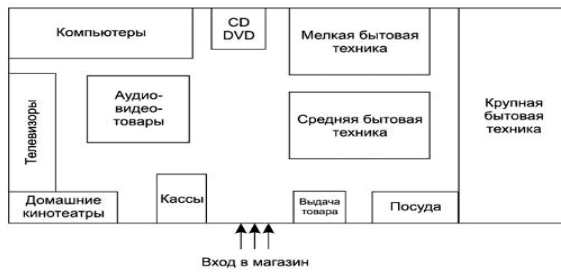 Компьютеры
CD
DVD
Мелкая бытовая
техника
Крупная
бытовая
техника
Аудио-
видео-
товары
Средняя бытовая
техника
Телевизоры
Домашние
кинотеатры
Кассы
Выдача
товара
Посуда
Вход в магазин